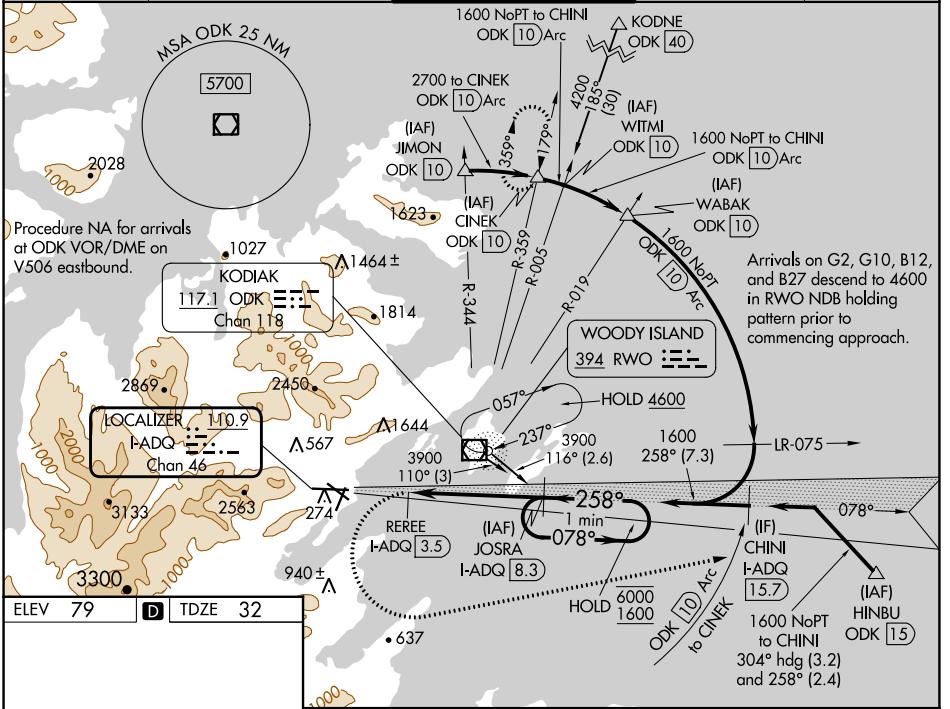 MSA ODK 25 NM
5700
1600 NoPT to CHINI
ODK 10 Arc
KODNE
ODK 40
2700 to CINEK
ODK 10 Arc
4200
185°
(30)
(IAF)
WITMI
ODK 10
(IAF)
JIMON
ODK 10
359°
179°
1600 NoPT to CHINI
ODK 10 Arc
(IAF)
WABAK
ODK 10
2028
1000
1623
(IAF)
CINEK
ODK 10
Procedure NA for arrivals
at ODK VOR/DME on
V506 eastbound.
1027
1464 ±
R-344
R-359
R-005
R-019
1600 NoPT
ODK 10 Arc
Arrivals on G2, G10, B12,
and B27 descend to 4600
in RWO NDB holding
pattern prior to
commencing approach.
KODIAK
117.1 ODK
Chan 118
1814
1000
WOODY ISLAND
394 RWO
2869
2450
057°
HOLD 4600
LOCALIZER 110.9
I-ADQ
Chan 46
1644
567
237°
3900
110° (3)
3900
116° (2.6)
1600
258° (7.3)
LR-075
2000
1000
3133
2563
274
258°
1 min
078°
078°
REREE
I-ADQ 3.5
(IAF)
JOSRA
I-ADQ 8.3
(IF)
CHINI
I-ADQ
15.7
3300
1000
940 ±
HOLD 6000
1600
ODK 10 Arc
to CINEK
(IAF)
HINBU
ODK 15
1600 NoPT
to CHINI
304° hdg (3.2)
and 258° (2.4)
ELEV 79 D TDZE 32
637
1000